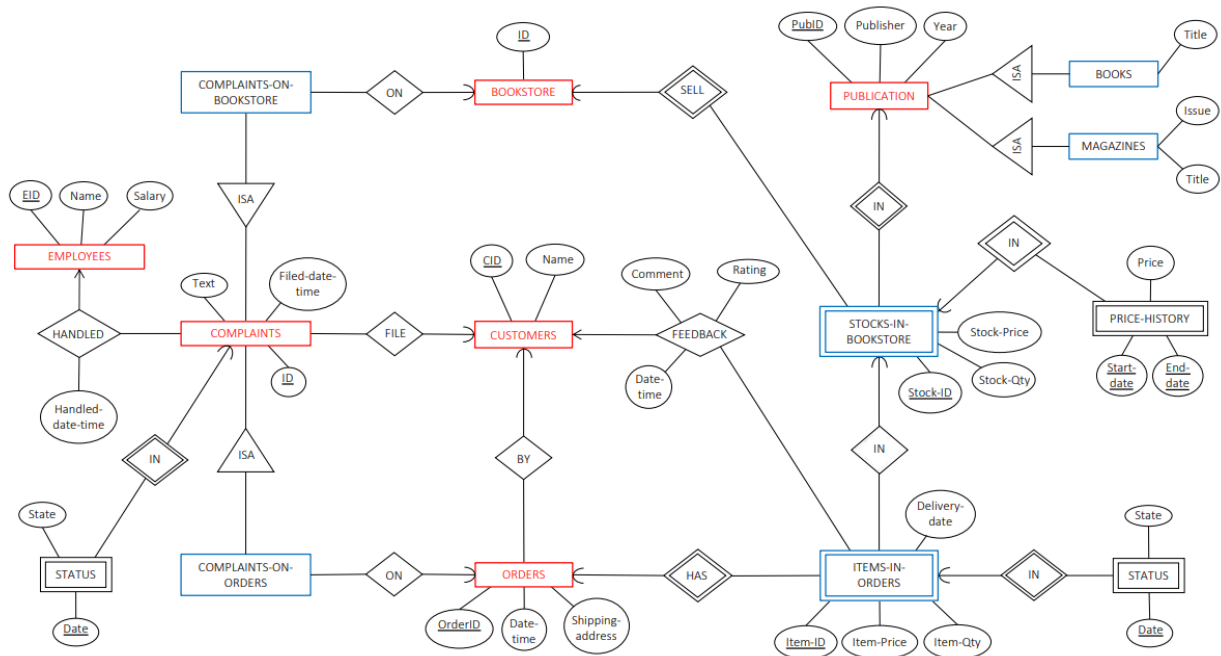 ID
PubID
Publisher
Year
Title
COMPLAINTS-ON-
BOOKSTORE
ON
BOOKSTORE
SELL
PUBLICATION
ISA
BOOKS
Issue
ISA
MAGAZINES
Title
ISA
IN
EID
Name
Salary
EMPLOYEES
Text
Filed-date-
time
CID
Name
Comment
Rating
IN
Price
HANDLED
COMPLAINTS
FILE
CUSTOMERS
FEEDBACK
STOCKS-IN-
BOOKSTORE
Stock-Price
PRICE-HISTORY
ID
Date-
time
Stock-ID
Stock-Qty
Start-
date
End-
date
Handled-
date-time
IN
ISA
BY
IN
State
Delivery-
date
State
STATUS
COMPLAINTS-ON-
ORDERS
ON
ORDERS
HAS
ITEMS-IN-
ORDERS
IN
STATUS
Date
OrderID
Date-
time
Shipping-
address
Item-ID
Item-Price
Item-Qty
Date